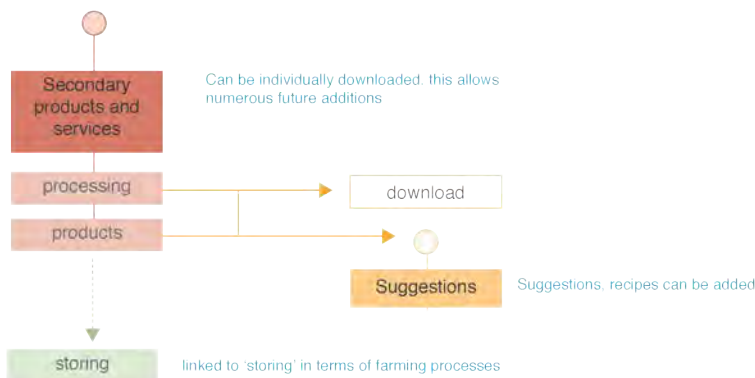 Secondary
products and
services
Can be individually downloaded. this allows
numerous future additions
processing
download
products
Suggestions
Suggestions, recipes can be added
storing
linked to 'storing' in terms of farming processes